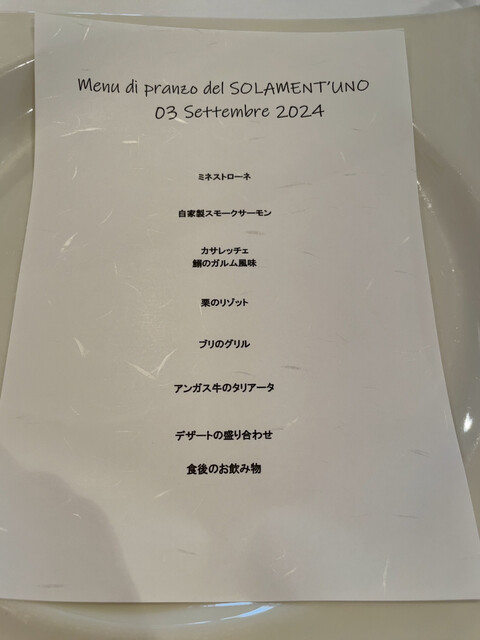 Menu di pranzo del SOLAMENT'UNO
03 Settembre 2024
ミネストローネ
自家製スモークサーモン
カサレッチェ
鰯のガルム風味
栗のリゾット
ブリのグリル
アンガス牛のタリアータ
デザートの盛り合わせ
食後のお飲み物